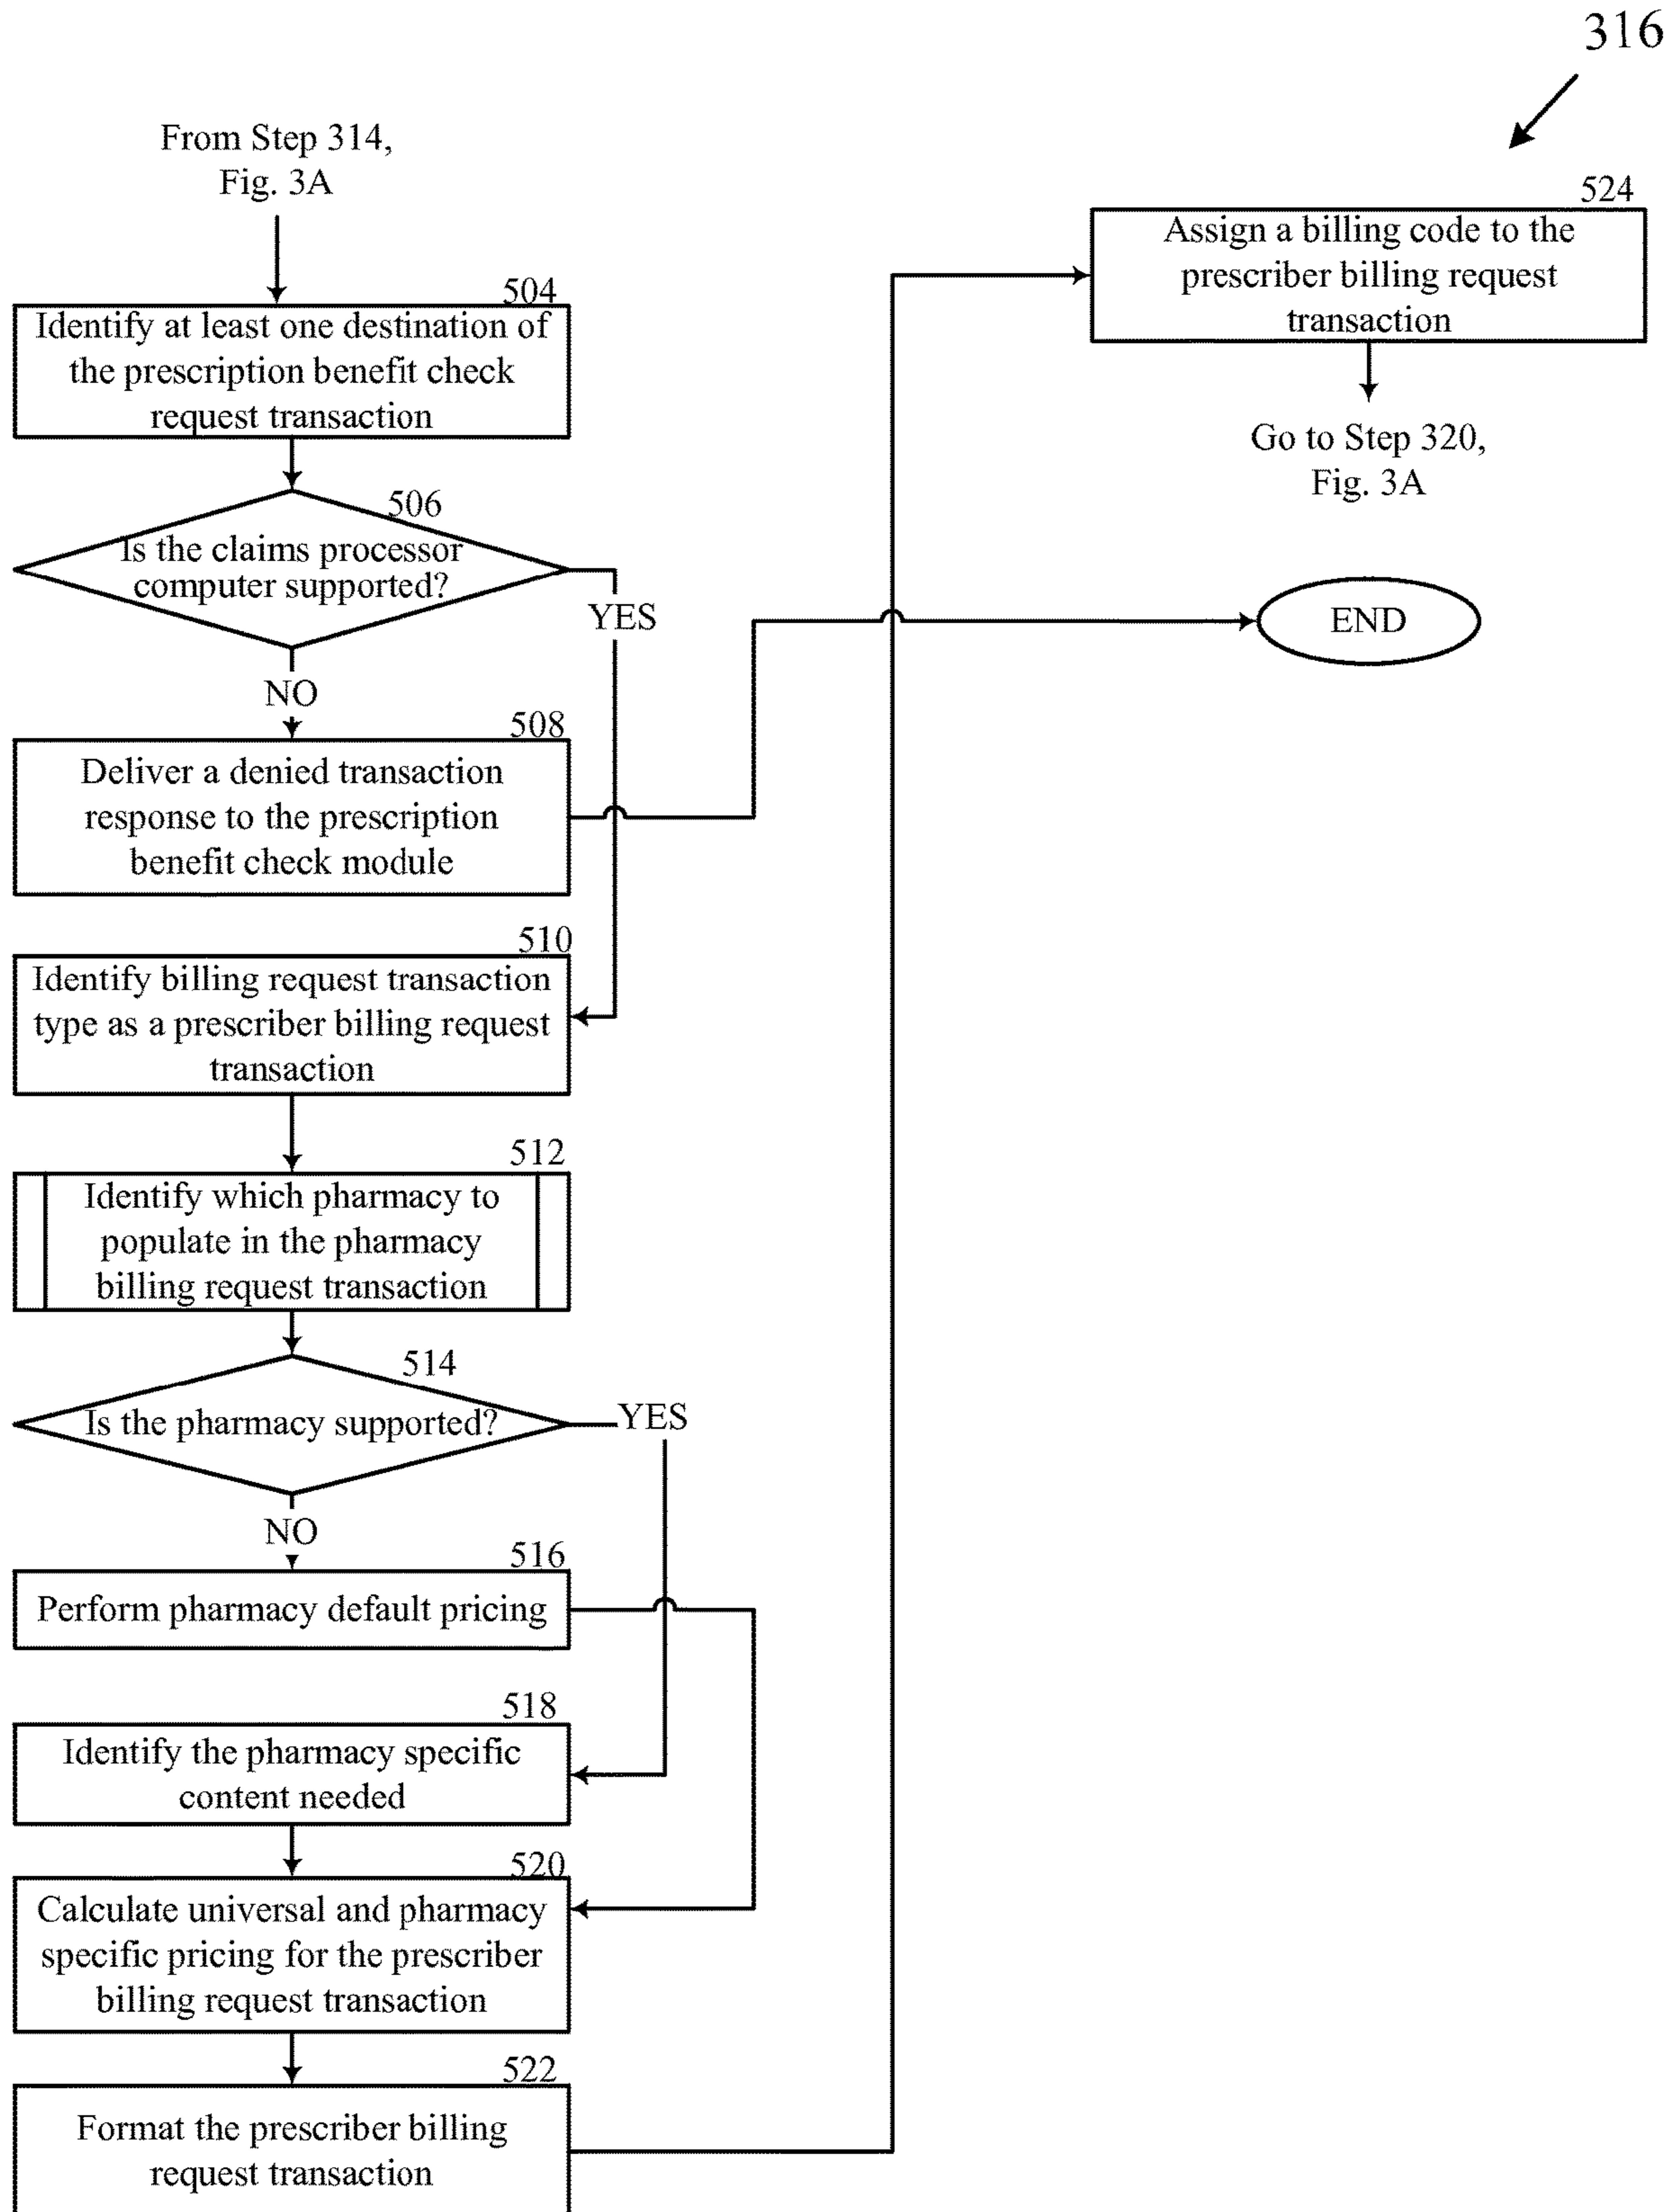 316
From Step 314,
Fig. 3A
504
Identify at least one destination of
the prescription benefit check
request transaction
506
Is the claims processor
computer supported?
YES
NO
508
Deliver a denied transaction
response to the prescription
benefit check module
510
Identify billing request transaction
type as a prescriber billing request
transaction
512
Identify which pharmacy to
populate in the pharmacy
billing request transaction
514
Is the pharmacy supported?
YES
NO
516
Perform pharmacy default pricing
518
Identify the pharmacy specific
content needed
520
Calculate universal and pharmacy
specific pricing for the prescriber
billing request transaction
522
Format the prescriber billing
request transaction
524
Assign a billing code to the
prescriber billing request
transaction
Go to Step 320,
Fig. 3A
END